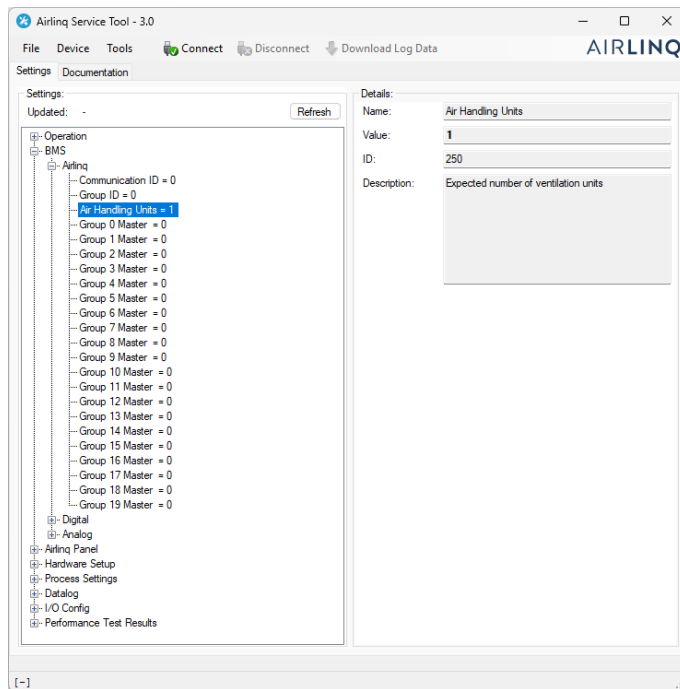 Airlinq Service Tool - 3.0
File Device Tools Connect Disconnect Download Log Data AIRLINQ
Settings Documentation
Settings:
Updated: - Refresh
Operation
BMS
Airlinq
Communication ID = 0
Group ID = 0
Air Handling Units = 1
Group 0 Master = 0
Group 1 Master = 0
Group 2 Master = 0
Group 3 Master = 0
Group 4 Master = 0
Group 5 Master = 0
Group 6 Master = 0
Group 7 Master = 0
Group 8 Master = 0
Group 9 Master = 0
Group 10 Master = 0
Group 11 Master = 0
Group 12 Master = 0
Group 13 Master = 0
Group 14 Master = 0
Group 15 Master = 0
Group 16 Master = 0
Group 17 Master = 0
Group 18 Master = 0
Group 19 Master = 0
Digital
Analog
Airlinq Panel
Hardware Setup
Process Settings
Datalog
I/O Config
Performance Test Results
Details:
Name: Air Handling Units
Value: 1
ID: 250
Description: Expected number of ventilation units
[-]